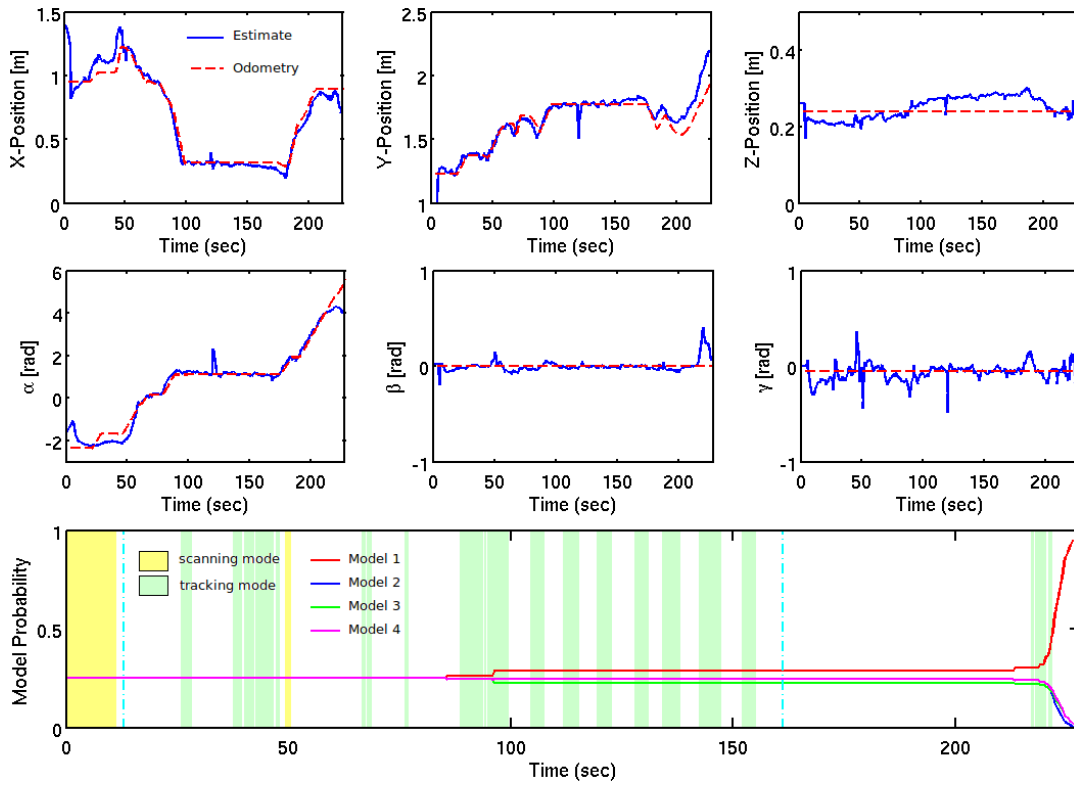 1.5
1
0.5
0
X-Position [m]
Estimate
Odometry
0 50 100 150 200
Time (sec)
2.5
2
1.5
1
Y-Position [m]
0 50 100 150 200
Time (sec)
0.4
0.2
0
Z-Position [m]
0 50 100 150 200
Time (sec)
6
4
2
0
-2
α [rad]
0 50 100 150 200
Time (sec)
1
0
-1
β [rad]
0 50 100 150 200
Time (sec)
1
0
-1
γ [rad]
0 50 100 150 200
Time (sec)
1
0.5
0
Model Probability
scanning mode
tracking mode
Model 1
Model 2
Model 3
Model 4
0 50 100 150 200
Time (sec)